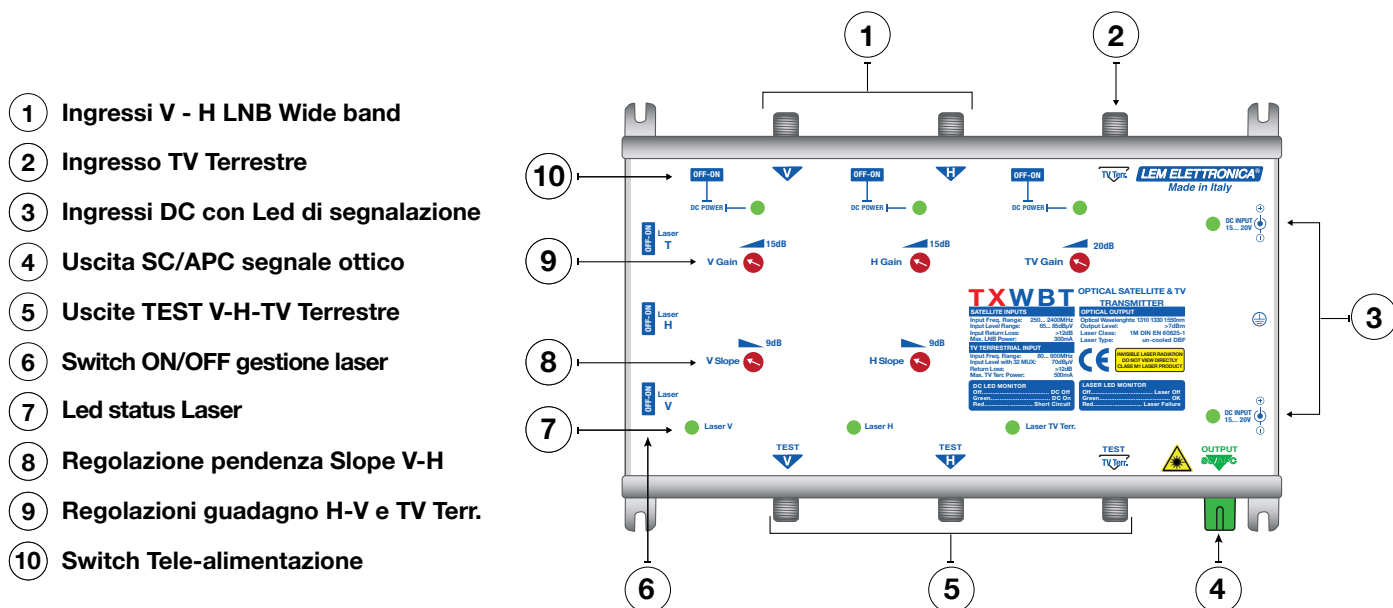 1 Ingressi V - H LNB Wide band
2 Ingresso TV Terrestre
3 Ingressi DC con Led di segnalazione
4 Uscita SC/APC segnale ottico
5 Uscite TEST V-H-TV Terrestre
6 Switch ON/OFF gestione laser
7 Led status Laser
8 Regolazione pendenza Slope V-H
9 Regolazioni guadagno H-V e TV Terr.
10 Switch Tele-alimentazione
1
2
10
OFF-ON
V
OFF-ON
H
OFF-ON
TV Terr.
LEM ELETTRONICA®
Made in Italy
DC POWER
DC POWER
DC POWER
DC INPUT
15... 20V
OFF-ON
Laser
T
9
15dB
V Gain
15dB
H Gain
20dB
TV Gain
3
TXWBT
OPTICAL SATELLITE & TV
TRANSMITTER
SATELLITE INPUTS
Input Freq. Range: 250... 2400MHz
Input Level Range: 65... 85dBµV
Input Return Loss: >12dB
Max. LNB Power: 300mA
OPTICAL OUTPUT
Optical Wavelenghts: 1310 1330 1550nm
Output Level: >7dBm
Laser Class: 1M DIN EN 60825-1
Laser Type: un-cooled DBF
TV TERRESTRIAL INPUT
Input Freq. Range: 80... 900MHz
Input Level with 32 MUX: 70dBµV
Return Loss: >12dB
Max. TV Terr. Power: 500mA
CE
INVISIBLE LASER RADIATION
DO NOT VIEW DIRECTLY
CLASS M1 LASER PRODUCT
DC LED MONITOR
Off............ DC Off
Green............ DC On
Red............ Short Circuit
LASER LED MONITOR
Off............ Laser Off
Green............ OK
Red............ Laser Failure
OFF-ON
Laser
H
8
9dB
V Slope
9dB
H Slope
OFF-ON
Laser
V
DC INPUT
15... 20V
7
Laser V
Laser H
Laser TV Terr.
TEST
V
TEST
H
TEST
TV Terr.
OUTPUT
SC/APC
6
5
4